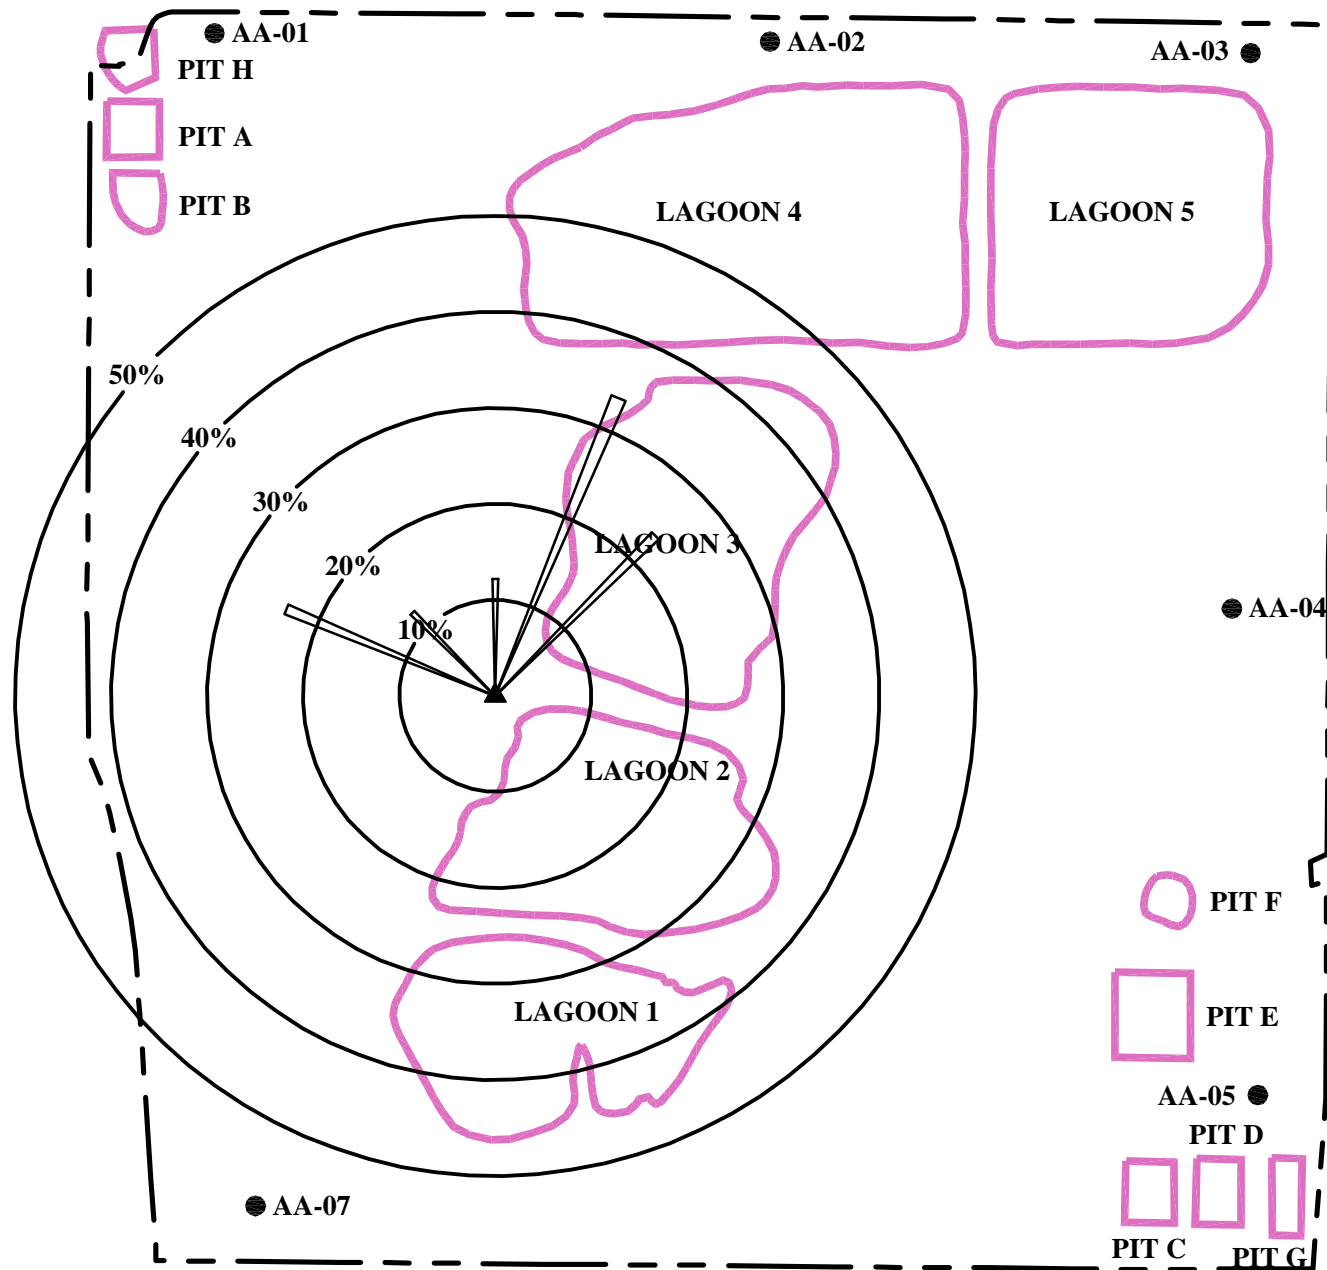 AA-01
AA-02
AA-03
PIT H
PIT A
PIT B
LAGOON 4
LAGOON 5
50%
40%
30%
20%
10%
LAGOON 3
AA-04
LAGOON 2
PIT F
LAGOON 1
PIT E
AA-05
PIT D
AA-07
PIT C
PIT G